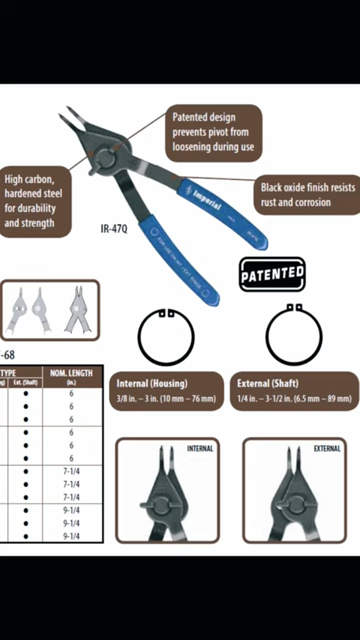 Patented design
prevents pivot from
loosening during use
High carbon,
hardened steel
for durability
and strength
Black oxide finish resists
rust and corrosion
Imperial
IR-47Q
PATENTED
-68
TYPE
NOM. LENGTH
Ext. (Shaft)
(in.)
● 6
● 6
● 6
● 6
● 6
● 6
● 7-1/4
● 7-1/4
● 7-1/4
● 9-1/4
● 9-1/4
● 9-1/4
Internal (Housing)
3/8 in. – 3 in. (10 mm – 76 mm)
External (Shaft)
1/4 in. – 3-1/2 in. (6.5 mm – 89 mm)
INTERNAL
EXTERNAL